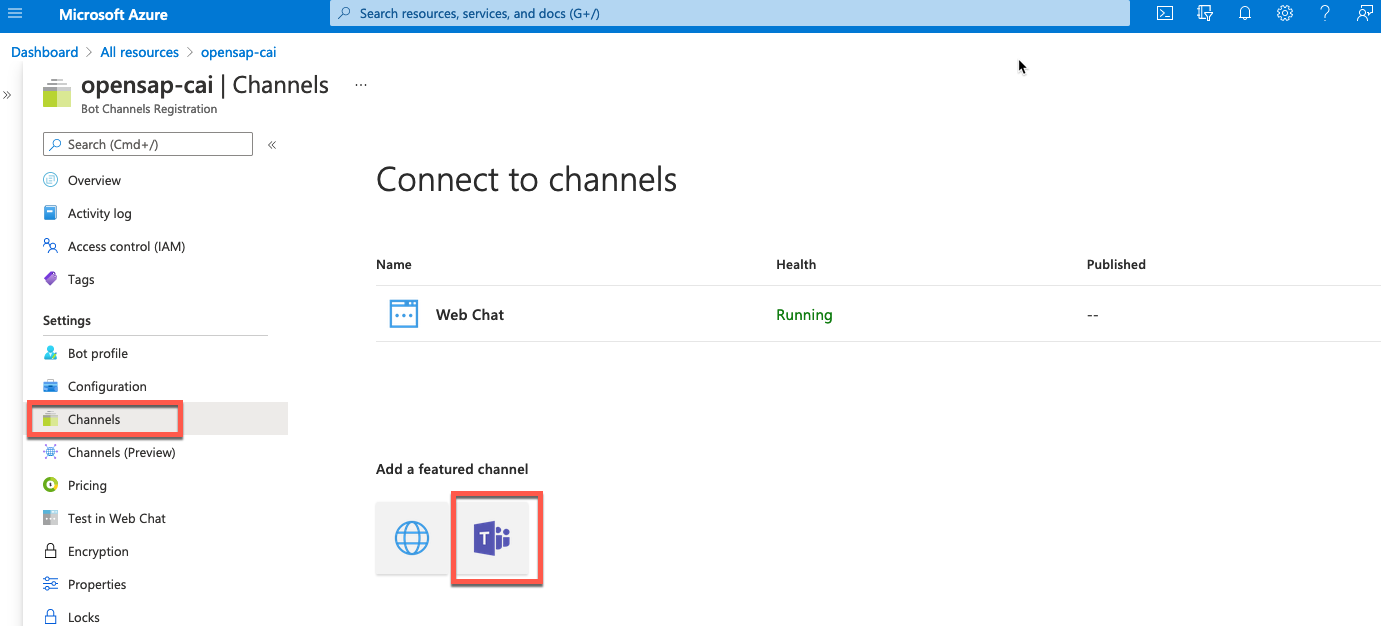 Microsoft Azure
Search resources, services, and docs (G+/)
Dashboard > All resources > opensap-cai
opensap-cai | Channels ...
Bot Channels Registration
Search (Cmd+/)
Overview
Activity log
Access control (IAM)
Tags
Settings
Bot profile
Configuration
Channels
Channels (Preview)
Pricing
Test in Web Chat
Encryption
Properties
Locks
Connect to channels
Name Health Published
Web Chat Running --
Add a featured channel
T